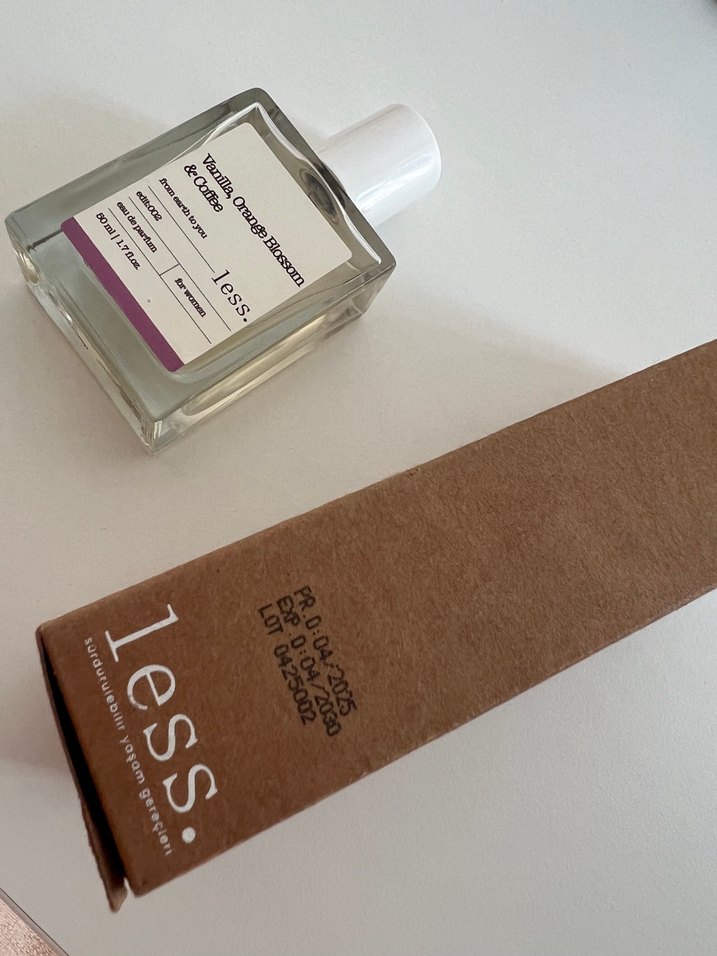 Vanilla, Orange Blossom
& Coffee
from earth to you
less.
edit:002
eau de parfum
for women
50 ml | 1.7 fl.oz.
less.
sürdürülebilir yaşam gereçleri
PR.D:04/2025
EXP.D:04/2030
LOT 0425002